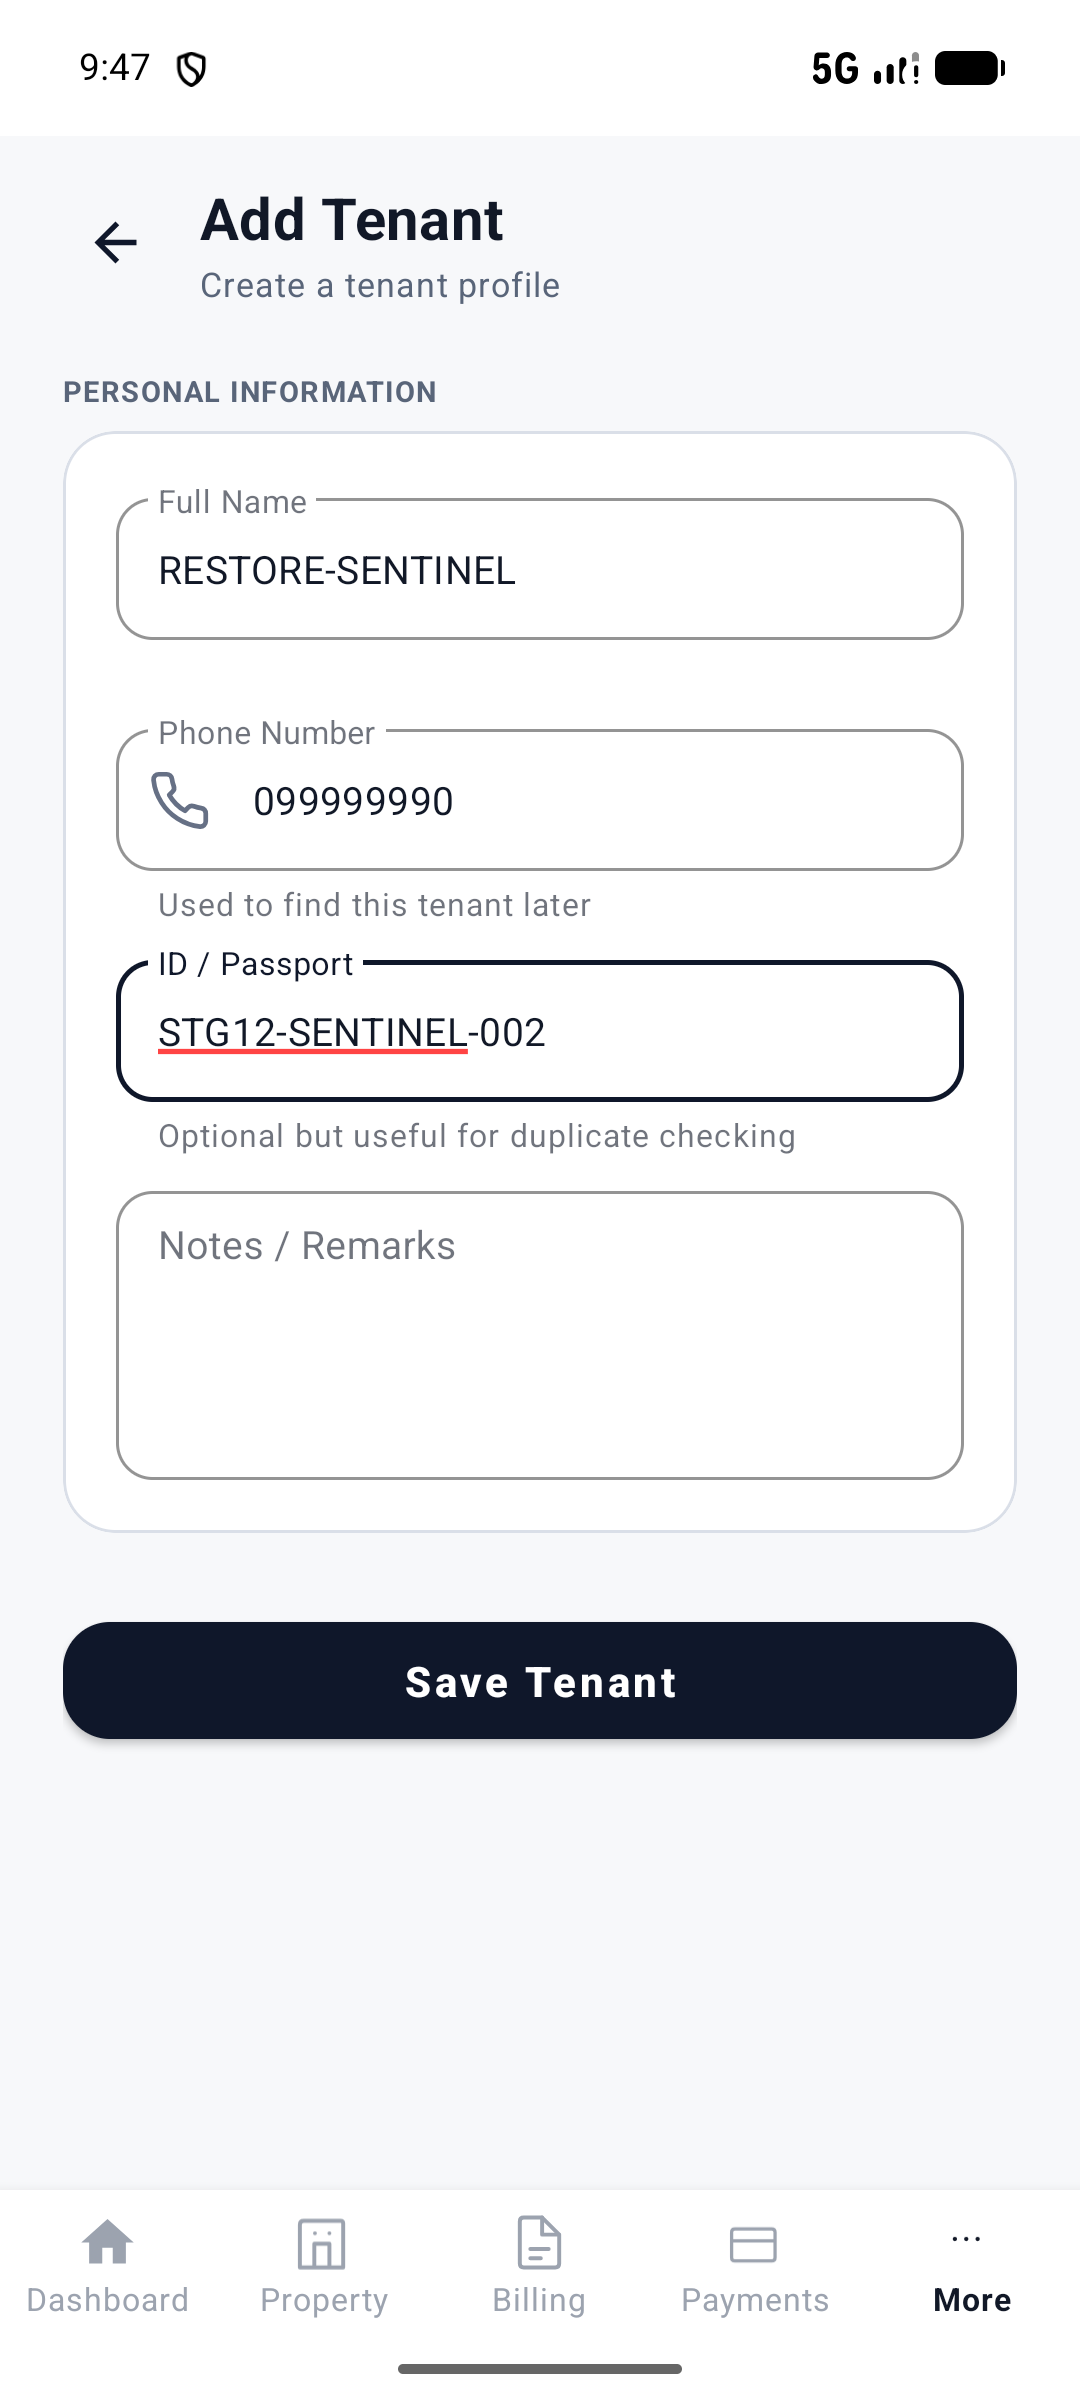 9:47
5G
Add Tenant
Create a tenant profile
PERSONAL INFORMATION
Full Name
RESTORE-SENTINEL
Phone Number
099999990
Used to find this tenant later
ID / Passport
STG12-SENTINEL-002
Optional but useful for duplicate checking
Notes / Remarks
Save Tenant
Dashboard
Property
Billing
Payments
More